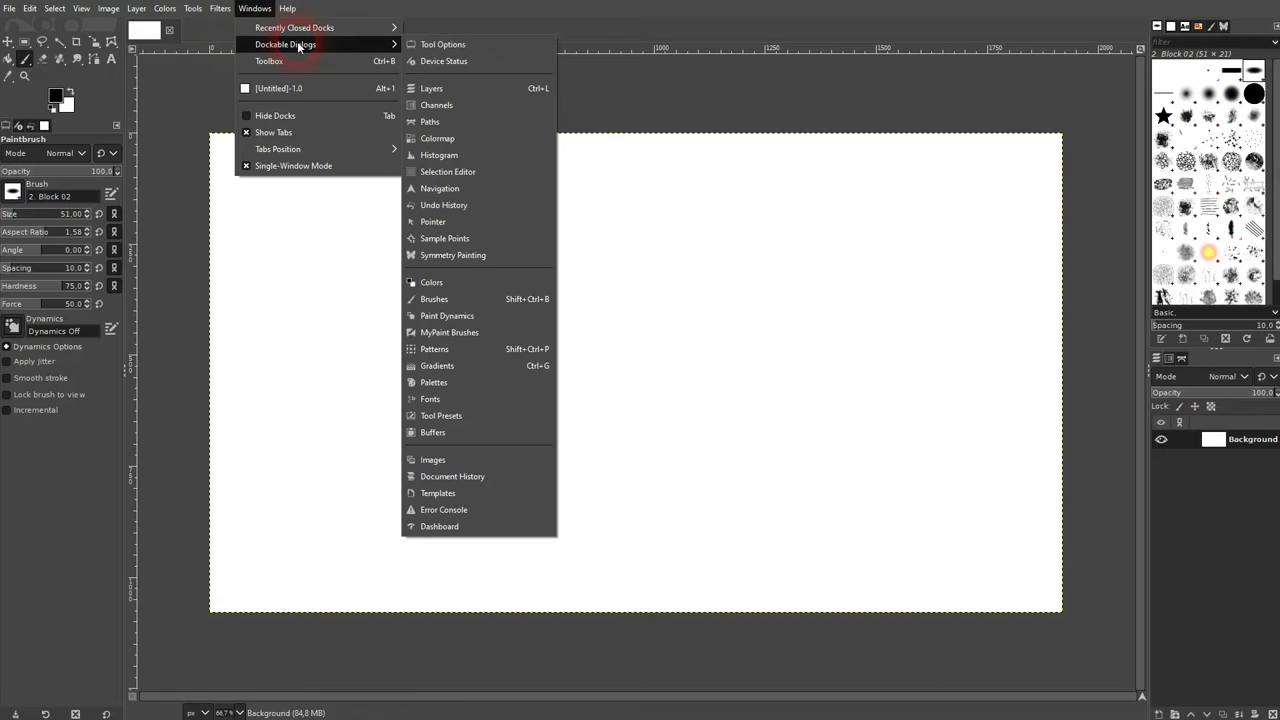 File Edit Select View Image Layer Colors Tools Filters Windows Help
Recently Closed Docks
Dockable Dialogs
Toolbox Ctrl+B
[Untitled]-1.0 Alt+1
Hide Docks Tab
Show Tabs
Tabs Position
Single-Window Mode
Tool Options
Device Status
Layers Ctrl+L
Channels
Paths
Colormap
Histogram
Selection Editor
Navigation
Undo History
Pointer
Sample Points
Symmetry Painting
Colors
Brushes Shift+Ctrl+B
Paint Dynamics
MyPaint Brushes
Patterns Shift+Ctrl+P
Gradients Ctrl+G
Palettes
Fonts
Tool Presets
Buffers
Images
Document History
Templates
Error Console
Dashboard
Paintbrush
Mode Normal
Opacity 100,0
Brush
2. Block 02
Size 51,00
Aspect Ratio 1,58
Angle 0,00
Spacing 10,0
Hardness 75,0
Force 50,0
Dynamics
Dynamics Off
Dynamics Options
Apply Jitter
Smooth stroke
Lock brush to view
Incremental
0 1000 1250 1500 1750 2000
filter
2. Block 02 (51 × 21)
Basic,
Spacing 10,0
Mode Normal
Opacity 100,0
Lock:
Background
px 66,7 % Background (84,8 MB)